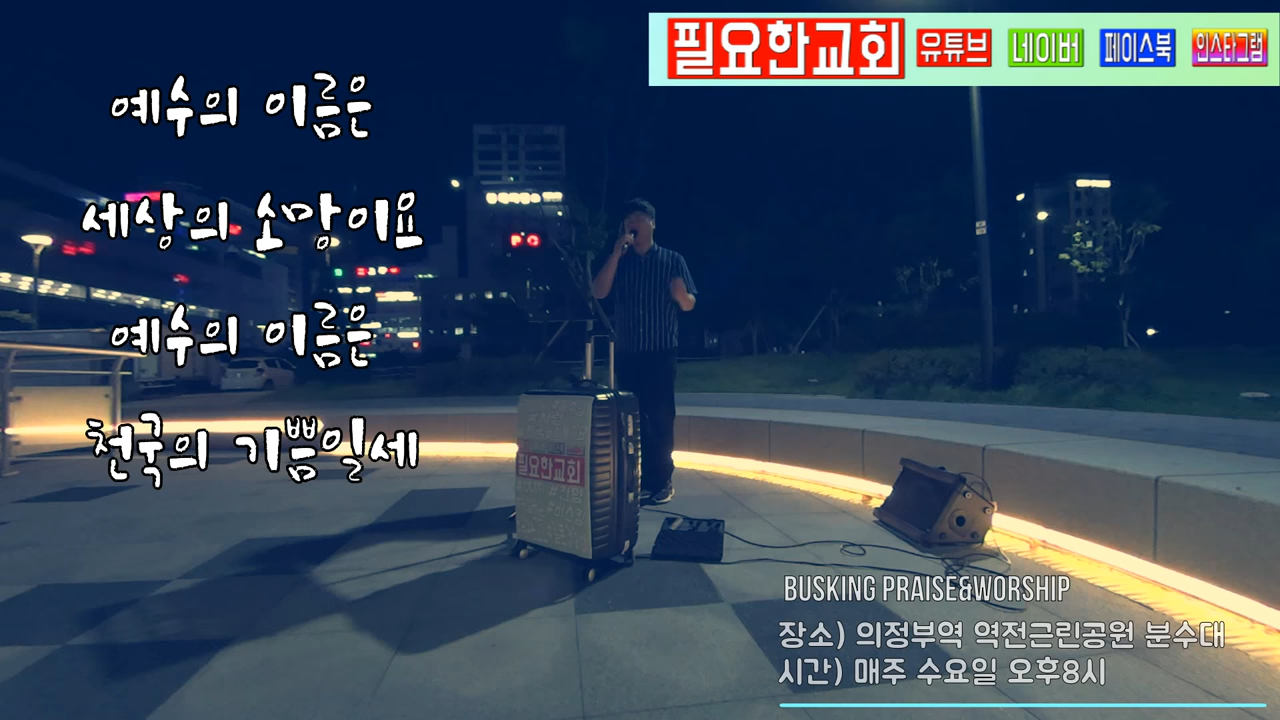 필요한교회 유튜브 네이버 페이스북 인스타그램
예수의 이름은
세상의 소망이요
예수의 이름은
천국의 기쁨일세
필요한교회
BUSKING PRAISE&WORSHIP
장소) 의정부역 역전근린공원 분수대
시간) 매주 수요일 오후8시